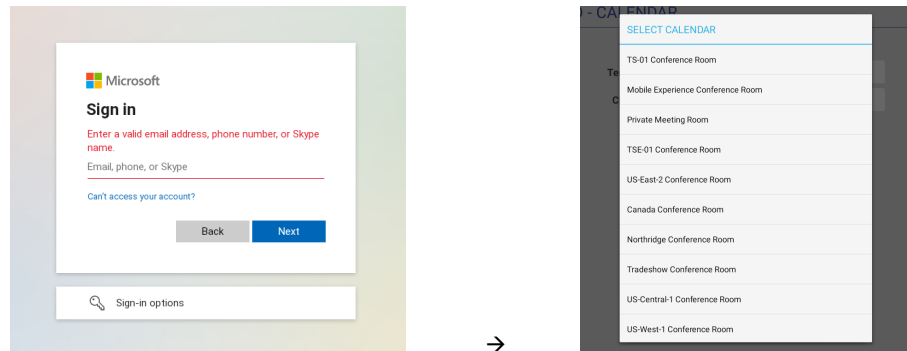 Microsoft
Sign in
Enter a valid email address, phone number, or Skype
name.
Email, phone, or Skype
Can't access your account?
Back
Next
Sign-in options
→
- CALENDAR
SELECT CALENDAR
TS-01 Conference Room
Mobile Experience Conference Room
Private Meeting Room
TSE-01 Conference Room
US-East-2 Conference Room
Canada Conference Room
Northridge Conference Room
Tradeshow Conference Room
US-Central-1 Conference Room
US-West-1 Conference Room